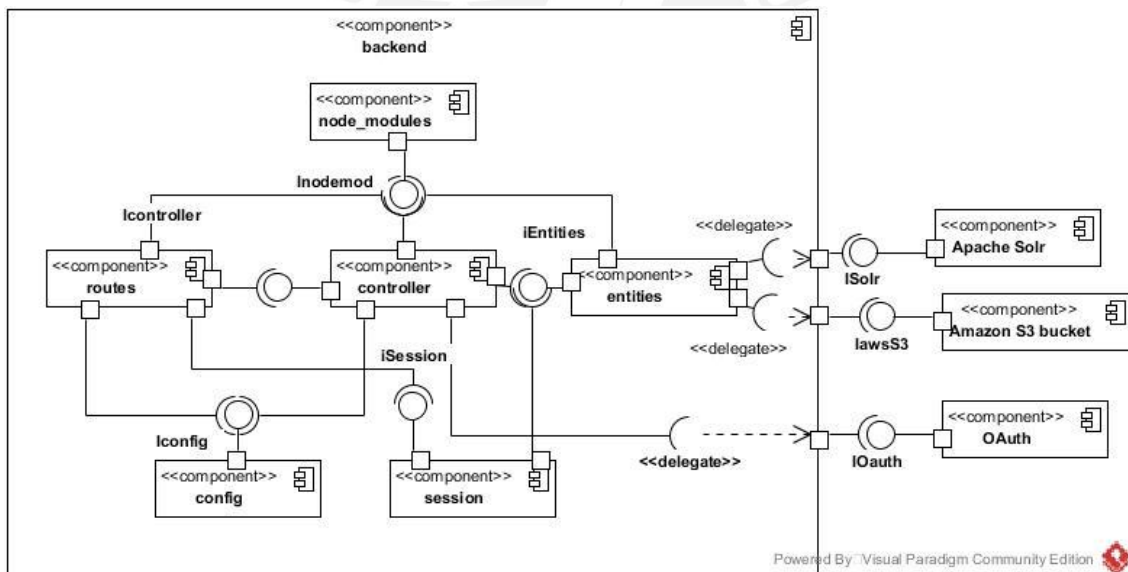 <<component>>
backend
<<component>>
node_modules
Inodemod
Icontroller
iEntities
<<delegate>>
<<component>>
routes
<<component>>
controller
<<component>>
entities
<<component>>
Apache Solr
ISolr
<<component>>
Amazon S3 bucket
IawsS3
<<delegate>>
iSession
<<component>>
OAuth
IOauth
<<delegate>>
Iconfig
<<component>>
config
<<component>>
session
Powered By Visual Paradigm Community Edition